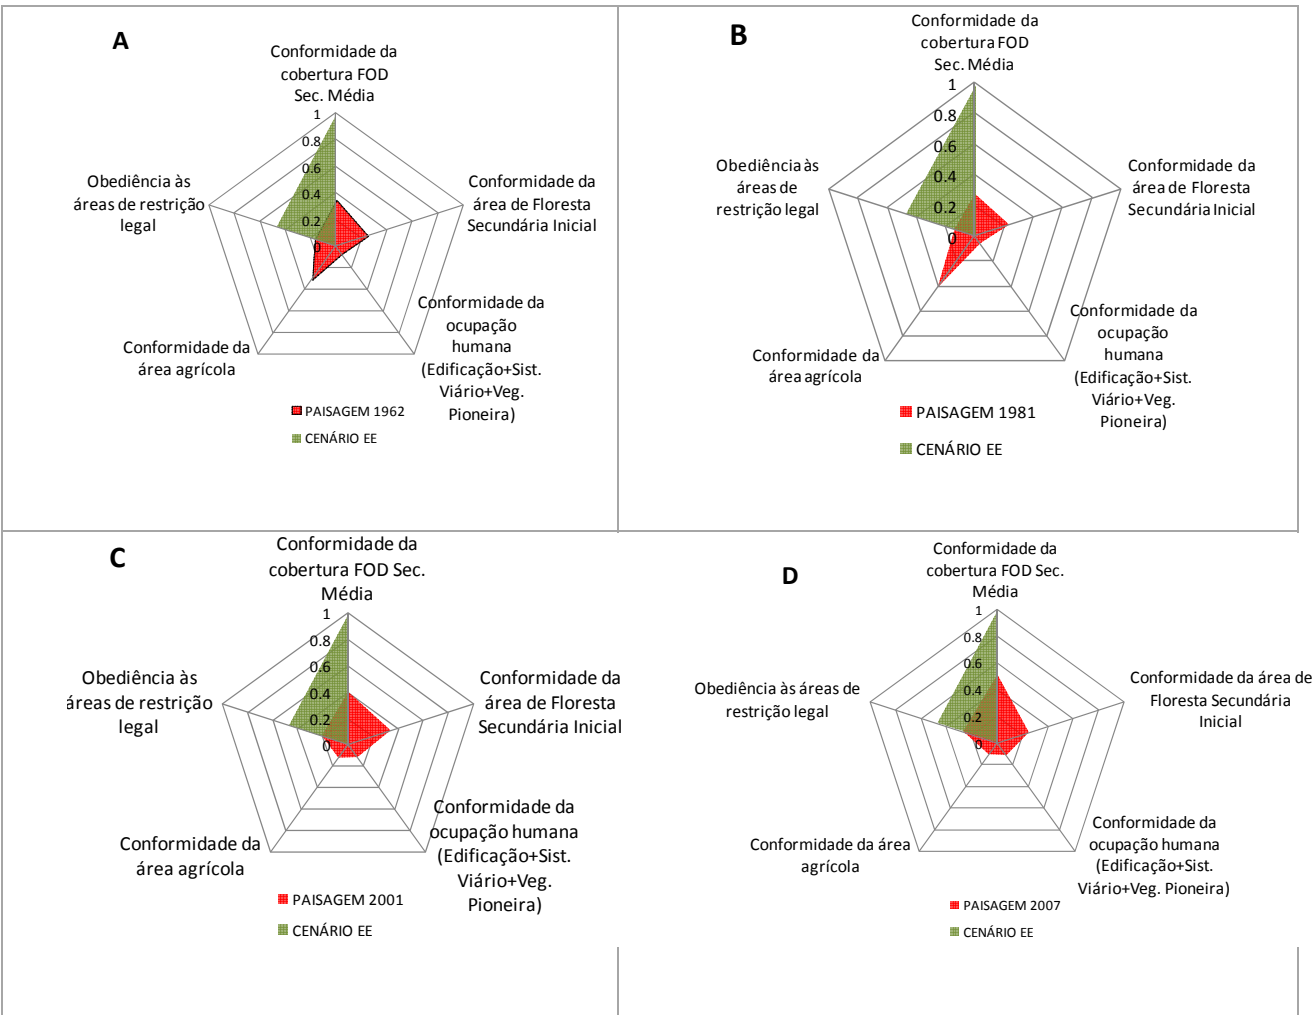 A
Conformidade da
cobertura FOD
Sec. Média
1
0.8
0.6
0.4
0.2
0
Obediência às
áreas de restrição
legal
Conformidade da
área de Floresta
Secundária Inicial
Conformidade da
ocupação
humana
(Edificação+Sist.
Viário+Veg.
Pioneira)
Conformidade da
área agrícola
PAISAGEM 1962
CENÁRIO EE
B
Conformidade da
cobertura FOD
Sec. Média
1
0.8
0.6
0.4
0.2
0
Obediência às
áreas de
restrição legal
Conformidade da
área de Floresta
Secundária Inicial
Conformidade da
ocupação
humana
(Edificação+Sist.
Viário+Veg.
Pioneira)
Conformidade da
área agrícola
PAISAGEM 1981
CENÁRIO EE
C
Conformidade da
cobertura FOD Sec.
Média
1
0.8
0.6
0.4
0.2
0
Obediência às
áreas de restrição
legal
Conformidade da
área de Floresta
Secundária Inicial
Conformidade da
ocupação humana
(Edificação+Sist.
Viário+Veg.
Pioneira)
Conformidade da
área agrícola
PAISAGEM 2001
CENÁRIO EE
D
Conformidade da
cobertura FOD Sec.
Média
1
0.8
0.6
0.4
0.2
0
Obediência às áreas de
restrição legal
Conformidade da área de
Floresta Secundária
Inicial
Conformidade da
ocupação humana
(Edificação+Sist.
Viário+Veg. Pioneira)
Conformidade da área
agrícola
PAISAGEM 2007
CENÁRIO EE